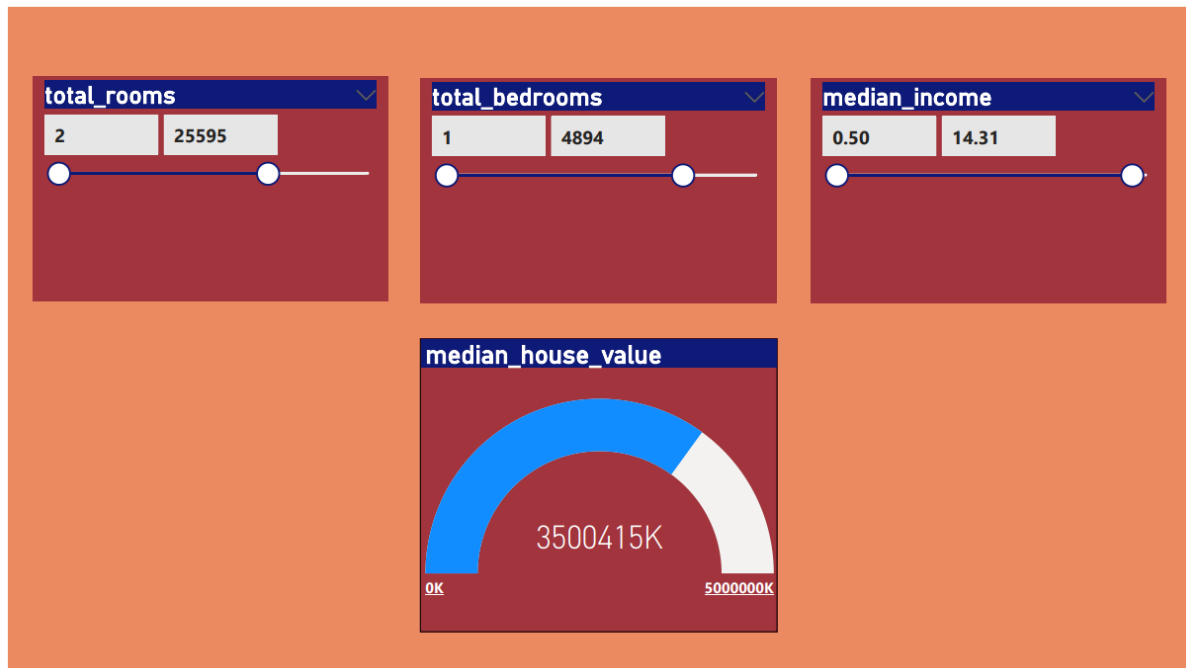 total_rooms
2 25595
total_bedrooms
1 4894
median_income
0.50 14.31
median_house_value
3500415K
0K 5000000K